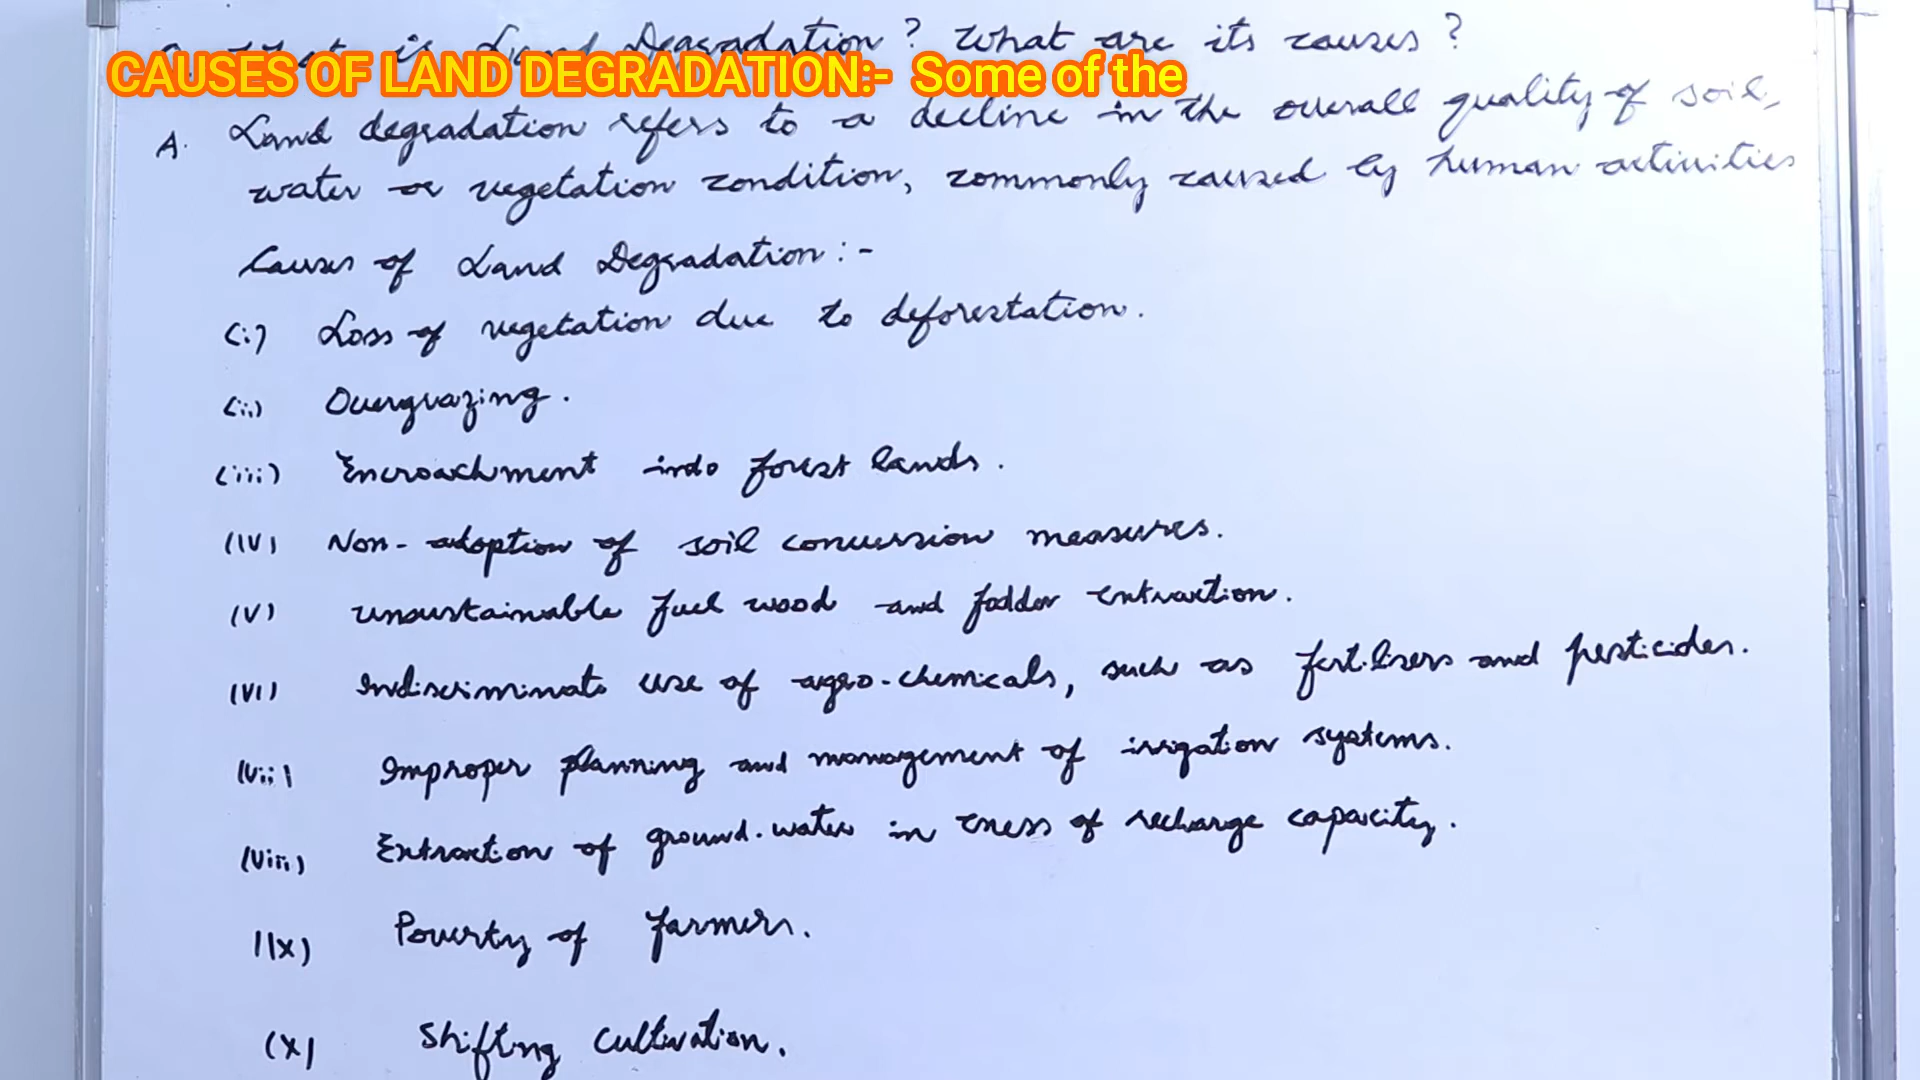 is Land Degradation? What are its causes?
CAUSES OF LAND DEGRADATION:- Some of the
A. Land degradation refers to a decline in the overall quality of soil,
water or vegetation condition, commonly caused by human activities
Causes of Land Degradation:-
(i) Loss of vegetation due to deforestation.
(ii) Overgrazing.
(iii) Encroachment into forest lands.
(IV) Non-adoption of soil conversion measures.
(V) unsustainable fuel wood and fodder extraction.
(VI) Indiscriminate use of agro-chemicals, such as fertilisers and pesticides.
(Vii) Improper planning and management of irrigation systems.
(Viii) Extraction of ground-water in excess of recharge capacity.
(IX) Poverty of farmers.
(X) Shifting cultivation.